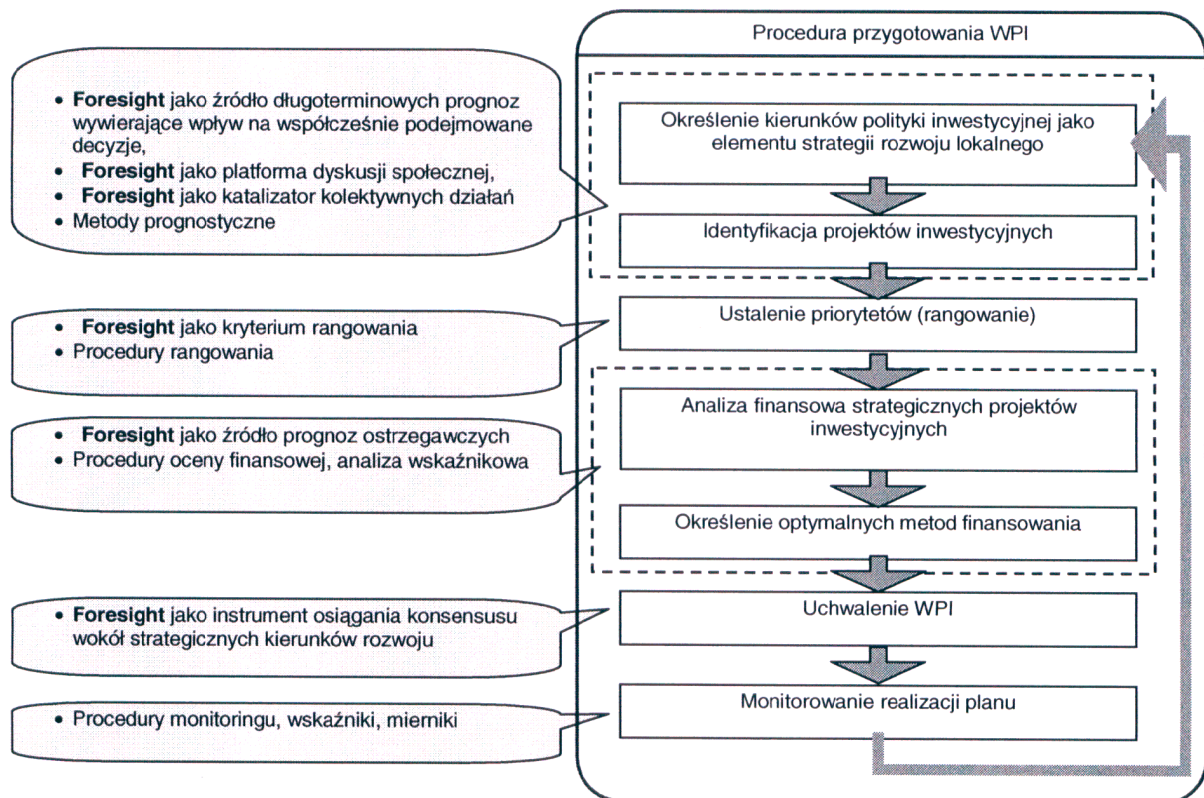 Procedura przygotowania WPI
• Foresight jako źródło długoterminowych prognoz
wywierające wpływ na współcześnie podejmowane
decyzje,
• Foresight jako platforma dyskusji społecznej,
• Foresight jako katalizator kolektywnych działań
• Metody prognostyczne
Określenie kierunków polityki inwestycyjnej jako
elementu strategii rozwoju lokalnego
Identyfikacja projektów inwestycyjnych
• Foresight jako kryterium rangowania
• Procedury rangowania
Ustalenie priorytetów (rangowanie)
• Foresight jako źródło prognoz ostrzegawczych
• Procedury oceny finansowej, analiza wskaźnikowa
Analiza finansowa strategicznych projektów
inwestycyjnych
Określenie optymalnych metod finansowania
• Foresight jako instrument osiągania konsensusu
wokół strategicznych kierunków rozwoju
Uchwalenie WPI
• Procedury monitoringu, wskaźniki, mierniki
Monitorowanie realizacji planu